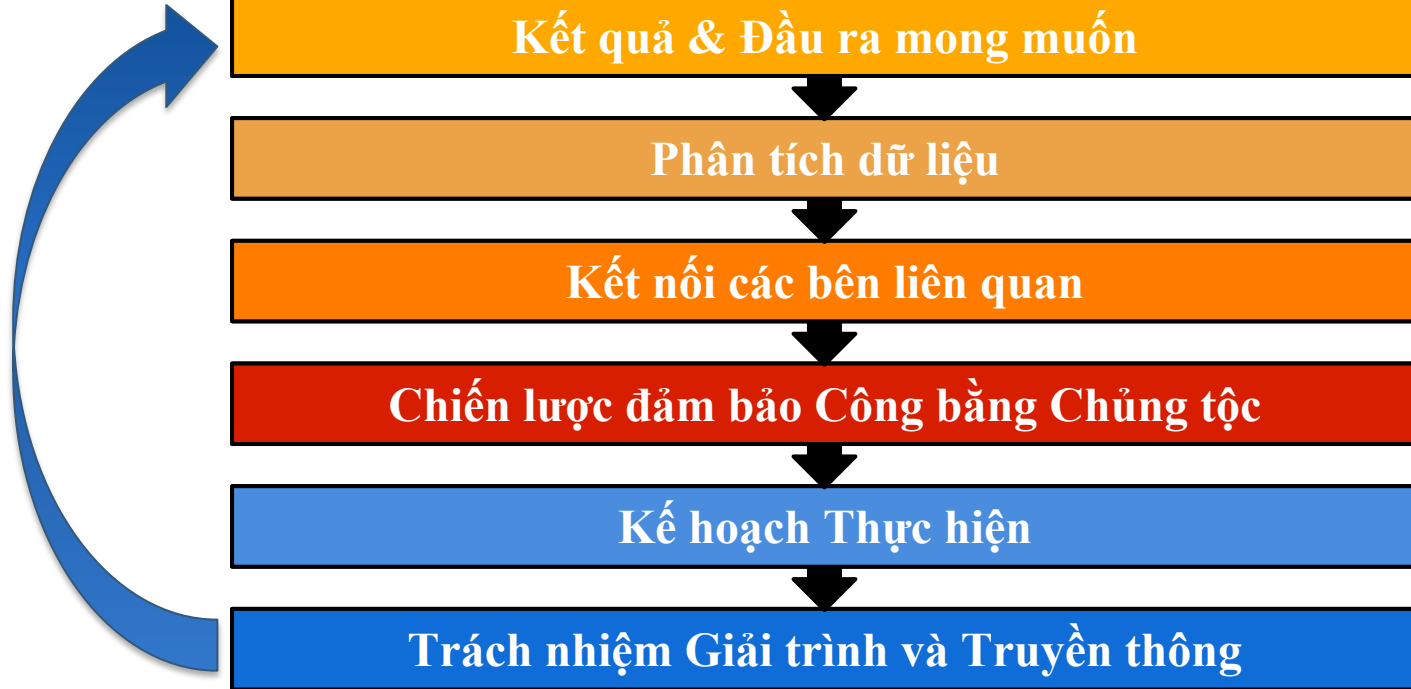 Kết quả & Đầu ra mong muốn
Phân tích dữ liệu
Kết nối các bên liên quan
Chiến lược đảm bảo Công bằng Chủng tộc
Kế hoạch Thực hiện
Trách nhiệm Giải trình và Truyền thông